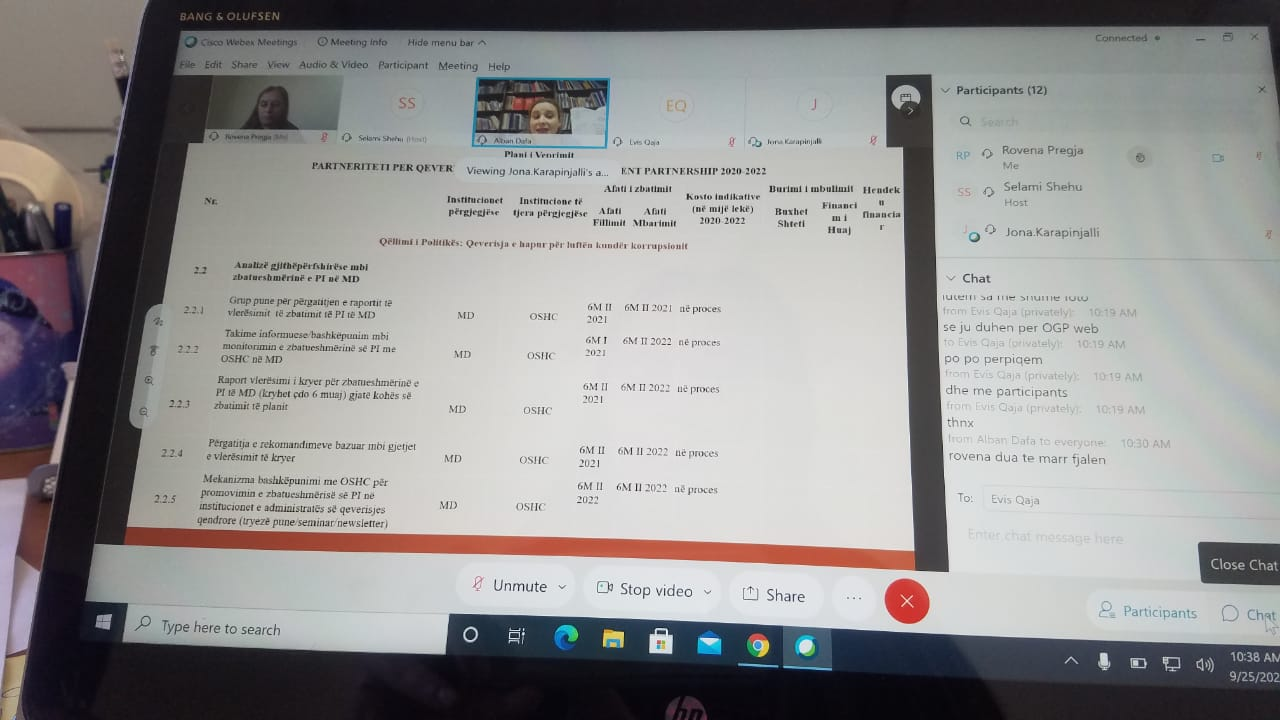 BANG & OLUFSEN
Cisco Webex Meetings
Meeting Info
Hide menu bar
Connected
File Edit Share View Audio & Video Participant Meeting Help
SS
EQ
J
Rovena Pregja (Me)
Selami Shehu (Host)
Alban Dafa
Evis Qaja
Jona.Karapinjalli
Plani i Veprimit
PARTNERITETI PER QEVER
Viewing Jona.Karapinjalli's a...
ENT PARTNERSHIP 2020-2022
Nr.
Institucionet përgjegjëse
Institucione të tjera përgjegjëse
Afati i zbatimit
Afati Fillimit
Afati Mbarimit
Kosto indikative (në mijë lekë) 2020-2022
Burimi i mbulimit
Buxhet Shteti
Financi m i Huaj
Hendek u financia r
Qëllimi i Politikës: Qeverisja e hapur për luftën kundër korrupsionit
2.2
Analizë gjithëpërfshirëse mbi
zbatueshmërinë e PI në MD
2.2.1
Grup pune për përgatitjen e raportit të
vlerësimit të zbatimit të PI të MD
MD
OSHC
6M II 2021
6M II 2021
në proces
2.2.2
Takime informuese/bashkëpunim mbi
monitorimin e zbatueshmërinë së PI me
OSHC në MD
MD
OSHC
6M I 2021
6M II 2022
në proces
2.2.3
Raport vlerësimi i kryer për zbatueshmërinë e
PI të MD (kryhet çdo 6 muaj) gjatë kohës së
zbatimit të planit
MD
OSHC
6M II 2021
6M II 2022
në proces
2.2.4
Përgatitja e rekomandimeve bazuar mbi gjetjet
e vlerësimit të kryer
MD
OSHC
6M II 2021
6M II 2022
në proces
2.2.5
Mekanizma bashkëpunimi me OSHC për
promovimin e zbatueshmërisë së PI në
institucionet e administratës së qeverisjes
qendrore (tryezë pune/seminar/newsletter)
MD
OSHC
6M II 2022
6M II 2022
në proces
Participants (12)
Search
RP
Rovena Pregja
Me
SS
Selami Shehu
Host
J
Jona.Karapinjalli
Chat
lutem sa me shume foto
from Evis Qaja (privately): 10:19 AM
se ju duhen per OGP web
to Evis Qaja (privately): 10:19 AM
po po perpiqem
from Evis Qaja (privately): 10:19 AM
dhe me participants
from Evis Qaja (privately): 10:19 AM
thnx
from Alban Dafa to everyone: 10:30 AM
rovena dua te marr fjalen
To: Evis Qaja
Enter chat message here
Close Chat
Unmute
Stop video
Share
Participants
Chat
Type here to search
10:38 AM
9/25/202
hp